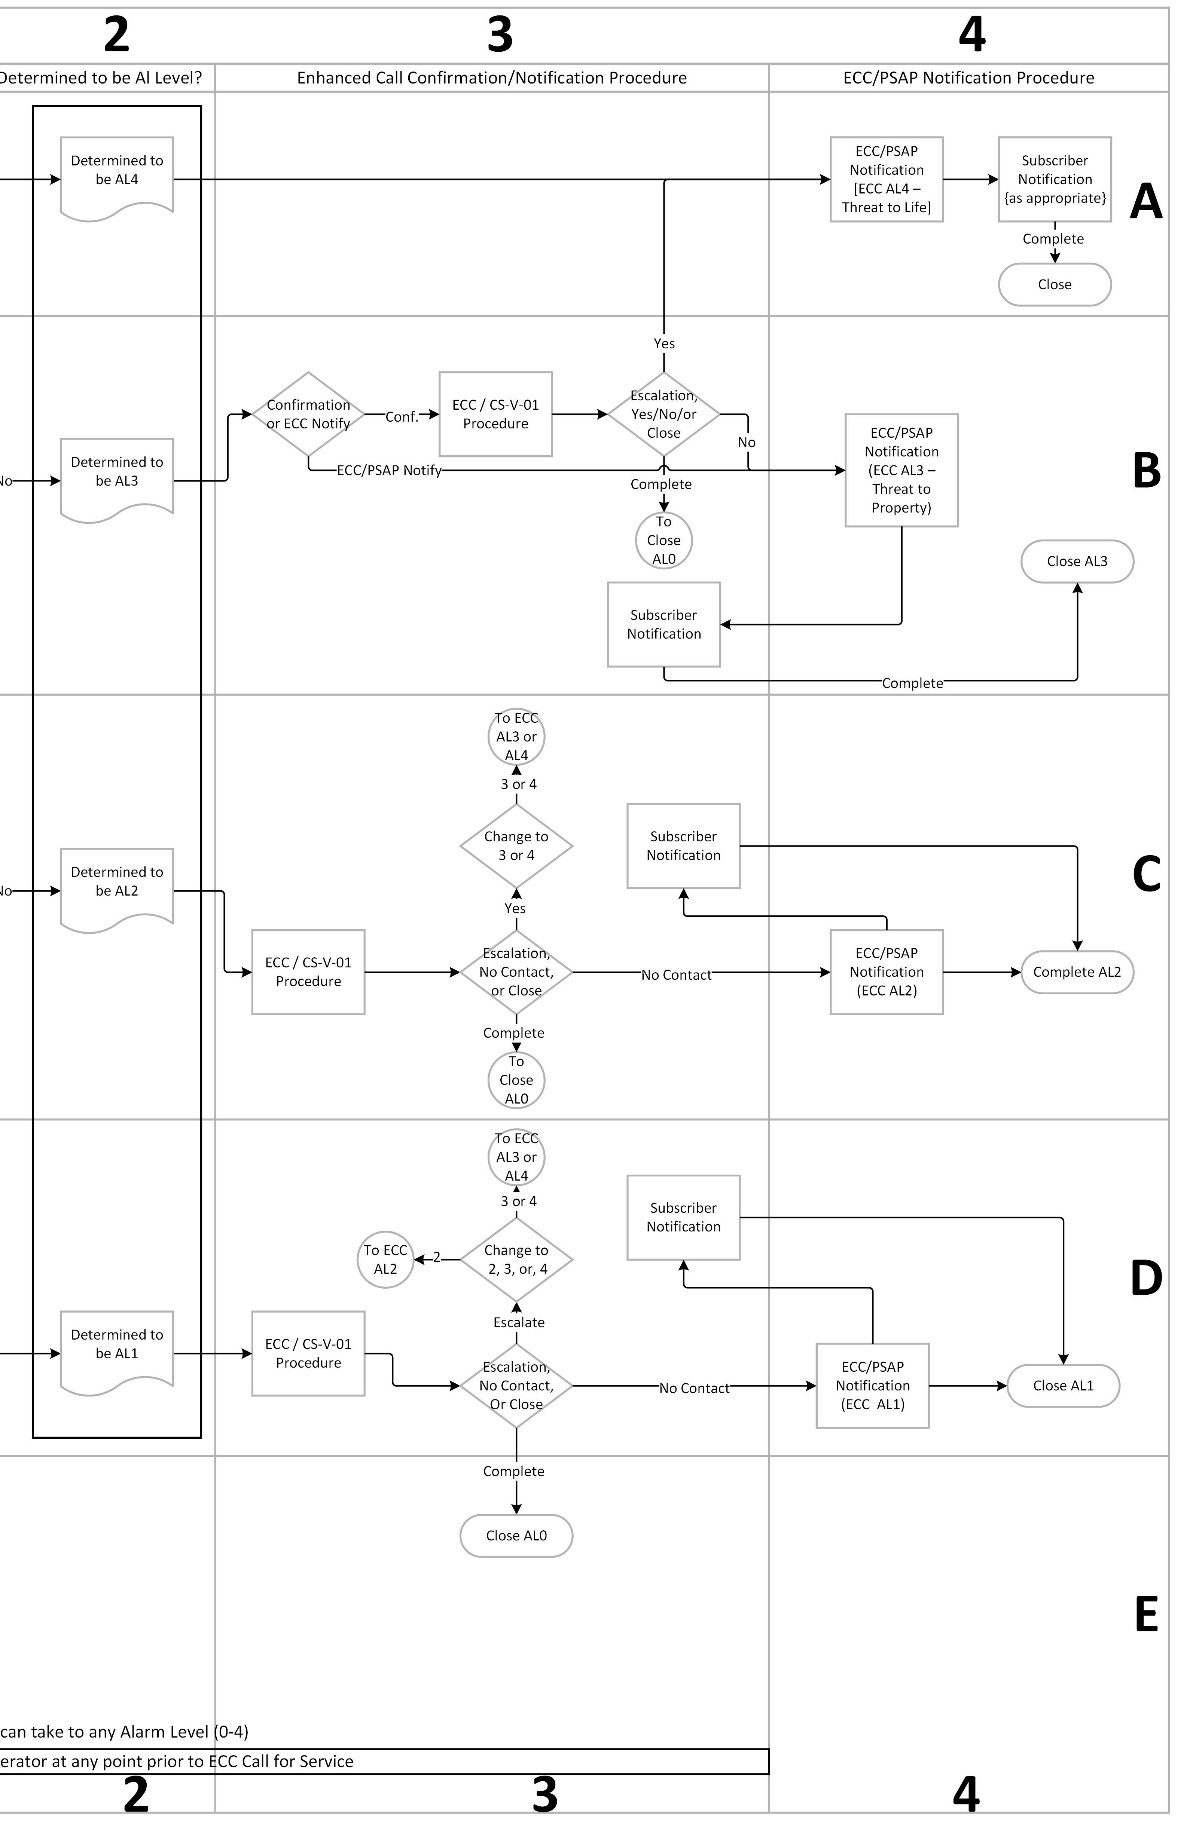 2
3
4
Determined to be Al Level?
Enhanced Call Confirmation/Notification Procedure
ECC/PSAP Notification Procedure
Determined to
be AL4
ECC/PSAP
Notification
[ECC AL4 –
Threat to Life]
Subscriber
Notification
{as appropriate}
A
Complete
Close
Yes
Confirmation
or ECC Notify
Conf.
ECC / CS-V-01
Procedure
Escalation,
Yes/No/or
Close
No
ECC/PSAP Notify
Complete
To
Close
AL0
ECC/PSAP
Notification
(ECC AL3 –
Threat to
Property)
B
No
Determined to
be AL3
Close AL3
Subscriber
Notification
Complete
To ECC
AL3 or
AL4
3 or 4
Change to
3 or 4
Subscriber
Notification
C
No
Determined to
be AL2
Yes
ECC / CS-V-01
Procedure
Escalation,
No Contact,
or Close
No Contact
ECC/PSAP
Notification
(ECC AL2)
Complete AL2
Complete
To
Close
AL0
To ECC
AL3 or
AL4
3 or 4
Subscriber
Notification
To ECC
AL2
2
Change to
2, 3, or, 4
D
Escalate
Determined to
be AL1
ECC / CS-V-01
Procedure
Escalation,
No Contact,
Or Close
No Contact
ECC/PSAP
Notification
(ECC AL1)
Close AL1
Complete
Close AL0
E
can take to any Alarm Level (0-4)
erator at any point prior to ECC Call for Service
2
3
4